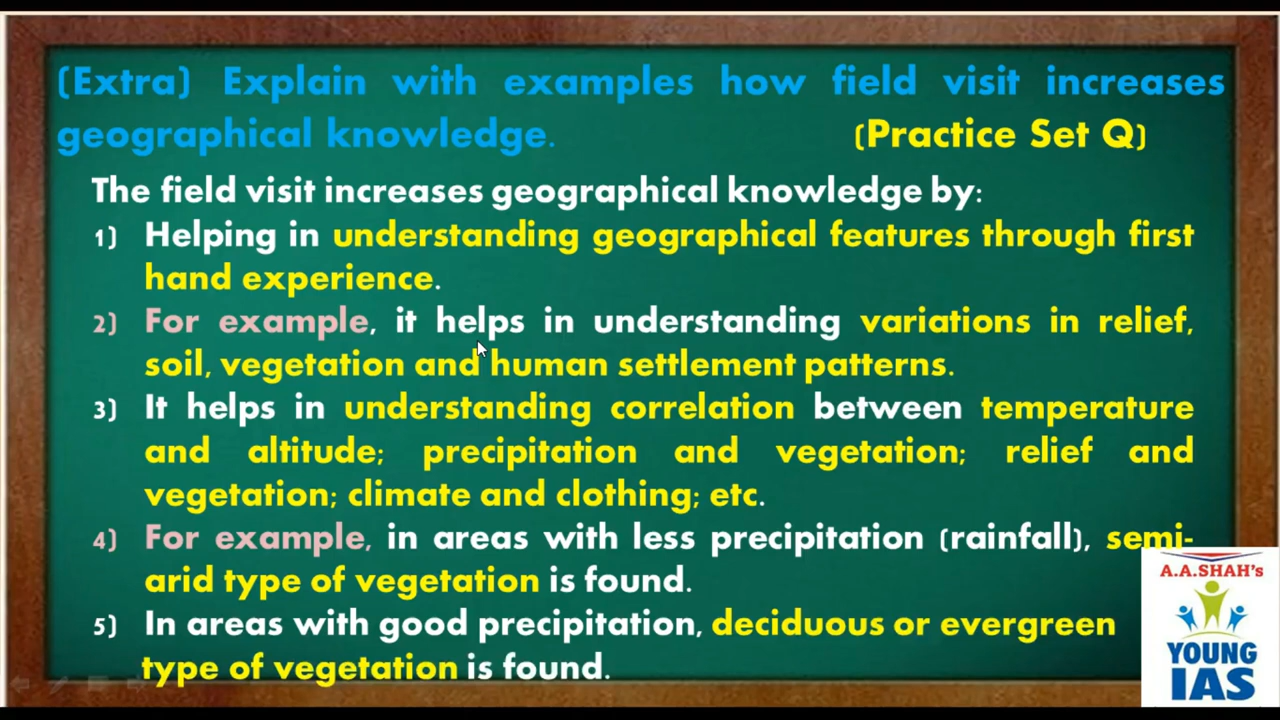 (Extra) Explain with examples how field visit increases
geographical knowledge. (Practice Set Q)
The field visit increases geographical knowledge by:
1) Helping in understanding geographical features through first
hand experience.
2) For example, it helps in understanding variations in relief,
soil, vegetation and human settlement patterns.
3) It helps in understanding correlation between temperature
and altitude; precipitation and vegetation; relief and
vegetation; climate and clothing; etc.
4) For example, in areas with less precipitation (rainfall), semi-
arid type of vegetation is found.
5) In areas with good precipitation, deciduous or evergreen
type of vegetation is found.
A.A.SHAH's
YOUNG
IAS